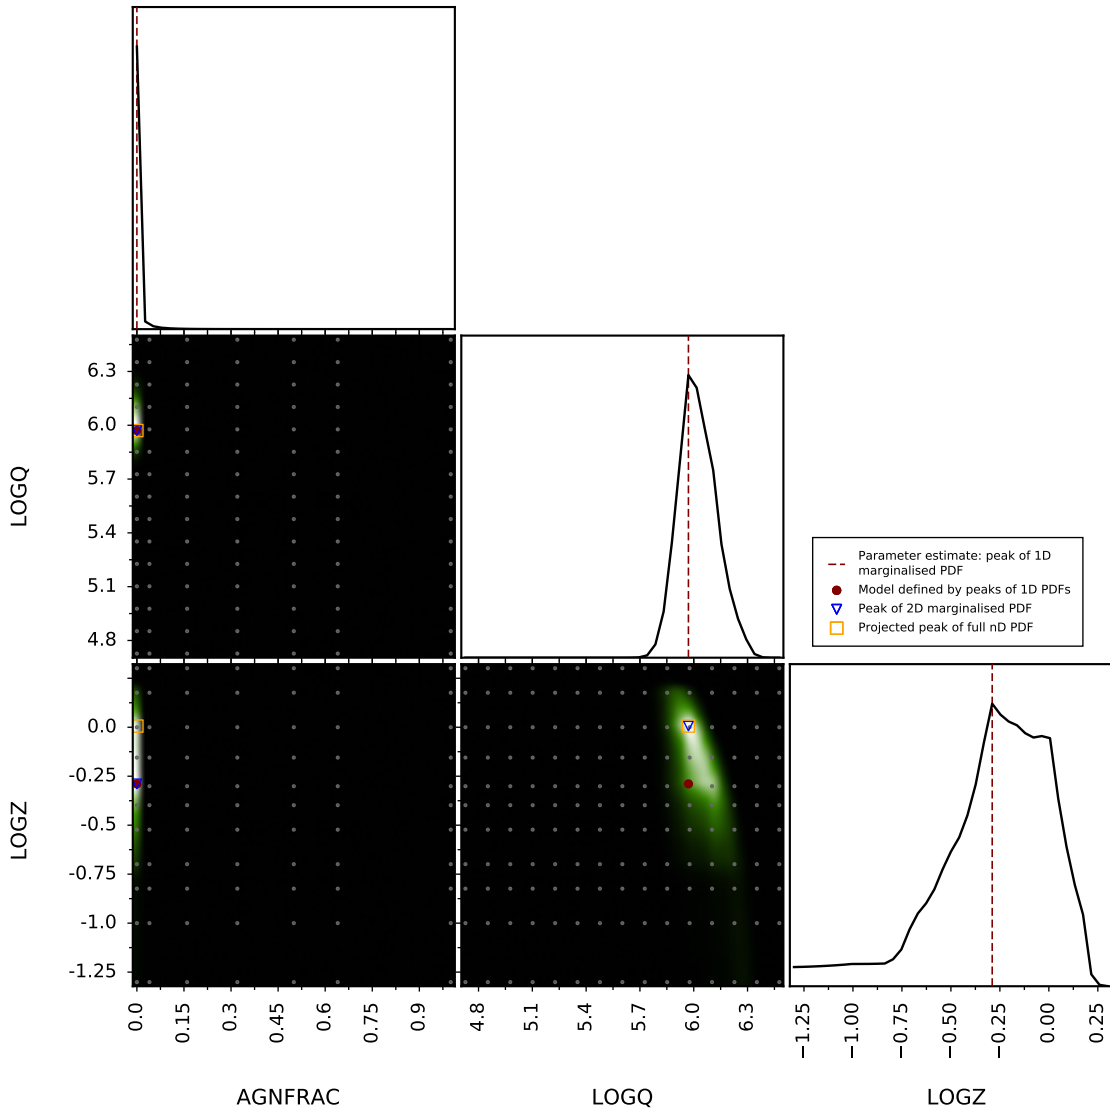 6.3
6.0
5.7
5.4
5.1
4.8
LOGQ
Parameter estimate: peak of 1D
marginalised PDF
Model defined by peaks of 1D PDFs
Peak of 2D marginalised PDF
Projected peak of full nD PDF
0.0
-0.25
-0.5
-0.75
-1.0
-1.25
LOGZ
0.0 0.15 0.3 0.45 0.6 0.75 0.9
4.8 5.1 5.4 5.7 6.0 6.3
−1.25 −1.00 −0.75 −0.50 −0.25 0.00 0.25
AGNFRAC LOGQ LOGZ